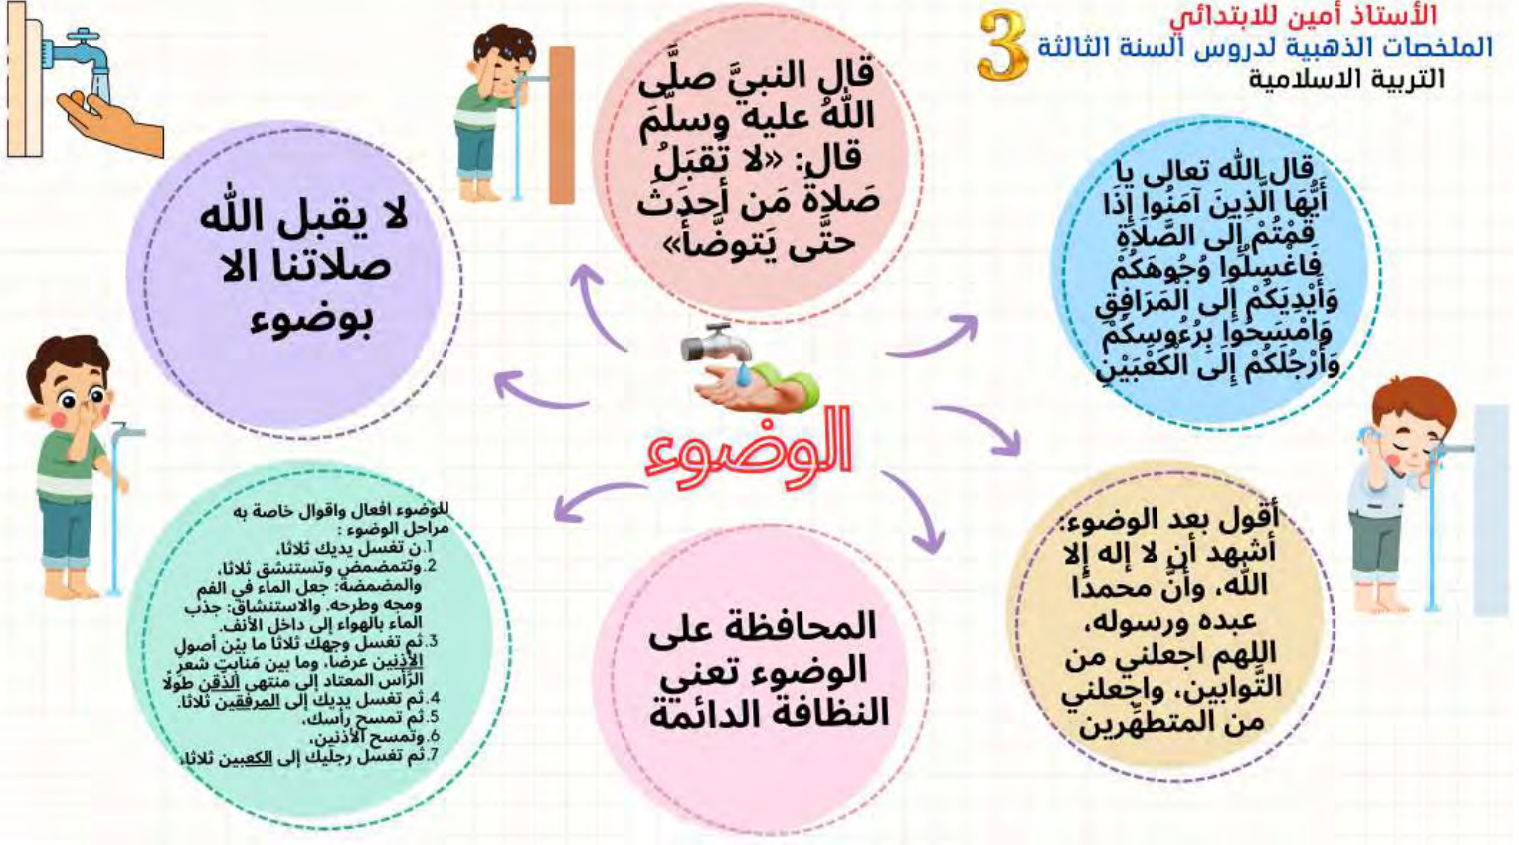 الأستاذ أمين للابتدائي
الملخصات الذهبية لدروس السنة الثالثة
التربية الاسلامية
3
قال النبيَّ صلَّى
اللهُ عليه وسلَّمَ
قال: «لا تُقبَلُ
صَلاةُ مَن أحدَثَ
حتَّى يَتوضَّأَ»
قال الله تعالى يا
أَيُّهَا الَّذِينَ آمَنُوا إِذَا
قُمْتُمْ إِلَى الصَّلَاةِ
فَاغْسِلُوا وُجُوهَكُمْ
وَأَيْدِيَكُمْ إِلَى الْمَرَافِقِ
وَامْسَحُوا بِرُءُوسِكُمْ
وَأَرْجُلَكُمْ إِلَى الْكَعْبَيْنِ
لا يقبل الله
صلاتنا الا
بوضوء
الوضوء
أقول بعد الوضوء:
أشهد أن لا إله إلا
الله، وأنَّ محمدًا
عبده ورسوله،
اللهم اجعلني من
التَّوابين، واجعلني
من المتطهِّرين
المحافظة على
الوضوء تعني
النظافة الدائمة
للوضوء افعال واقوال خاصة به
مراحل الوضوء :
1. ن تغسل يديك ثلاثا،
2. وتتمضمض وتستنشق ثلاثا،
والمضمضة: جعل الماء في الفم
ومجه وطرحه. والاستنشاق: جذب
الماء بالهواء إلى داخل الأنف.
3. ثم تغسل وجهك ثلاثا ما بيْن أصول
الأذنين عرضاً، وما بين مَنابِتِ شعرِ
الرَّأس المعتاد إلى منتهى الذَّقن طولًا
4. ثم تغسل يديك إلى المرفقين ثلاثا.
5. ثم تمسح رأسك،
6. وتمسح الأذنين،
7. ثم تغسل رجليك إلى الكعبين ثلاثا،